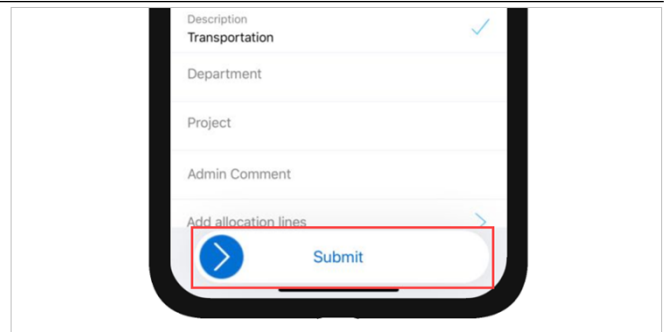 Description
Transportation
Department
Project
Admin Comment
Add allocation lines
Submit